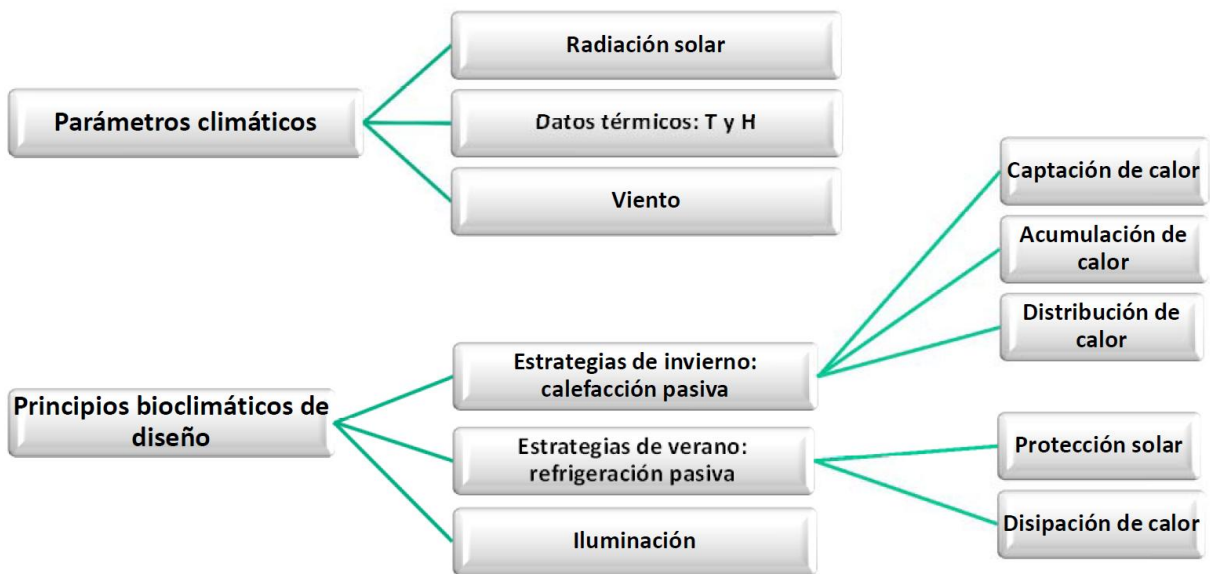 Parámetros climáticos
Radiación solar
Datos térmicos: T y H
Viento
Principios bioclimáticos de
diseño
Estrategias de invierno:
calefacción pasiva
Captación de calor
Acumulación de
calor
Distribución de
calor
Estrategias de verano:
refrigeración pasiva
Protección solar
Disipación de calor
Iluminación